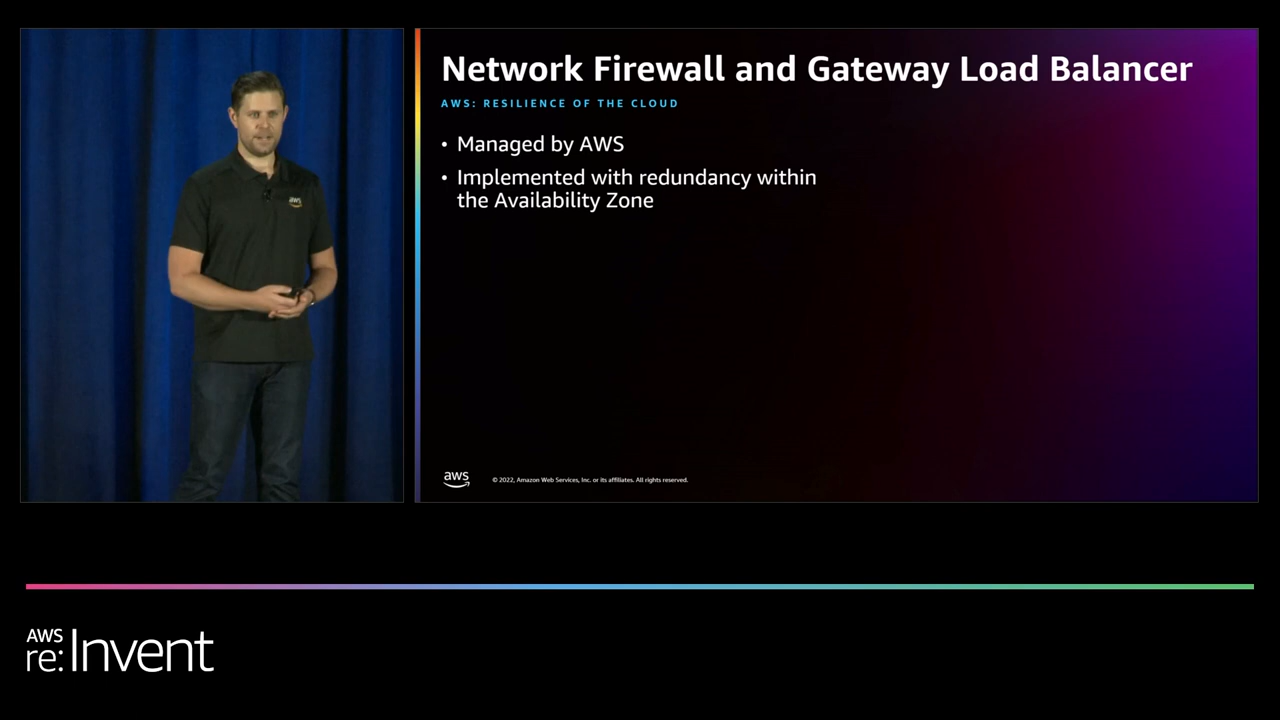 aws
Network Firewall and Gateway Load Balancer
AWS: RESILIENCE OF THE CLOUD
• Managed by AWS
• Implemented with redundancy within
the Availability Zone
aws
© 2022, Amazon Web Services, Inc. or its affiliates. All rights reserved.
AWS
re:Invent